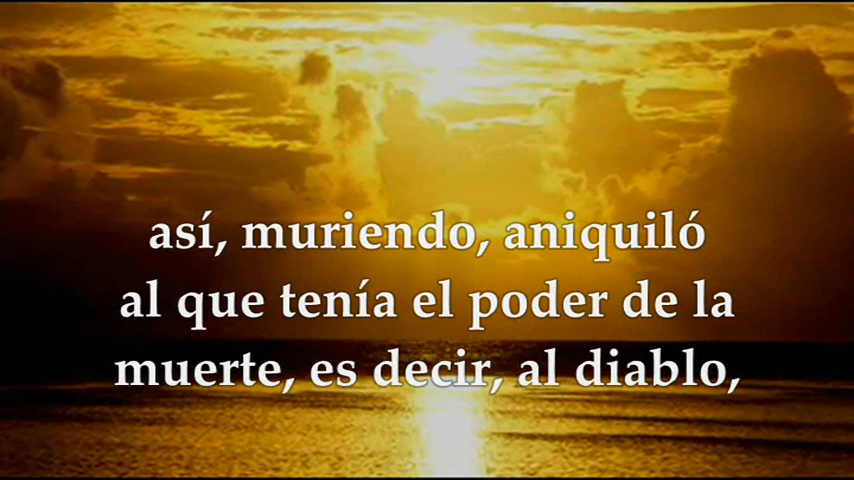 así, muriendo, aniquiló
al que tenía el poder de la
muerte, es decir, al diablo,